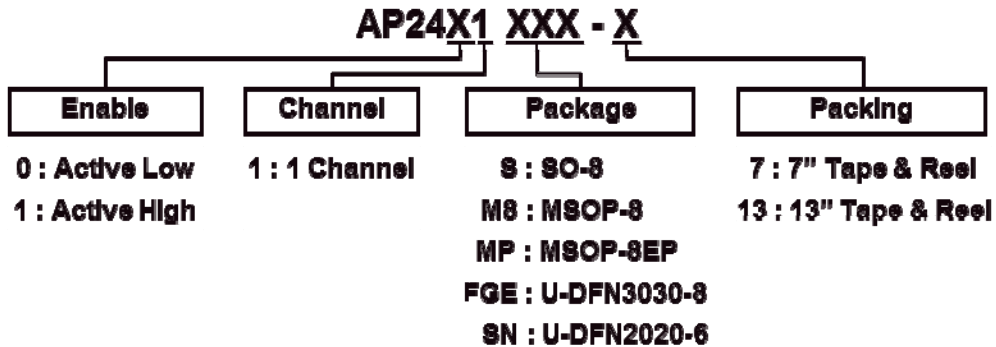 AP24X1 XXX - X
Enable Channel Package Packing
0 : Active Low 1 : 1 Channel S : SO-8 7 : 7" Tape & Reel
1 : Active High M8 : MSOP-8 13 : 13" Tape & Reel
MP : MSOP-8EP
FGE : U-DFN3030-8
SN : U-DFN2020-6